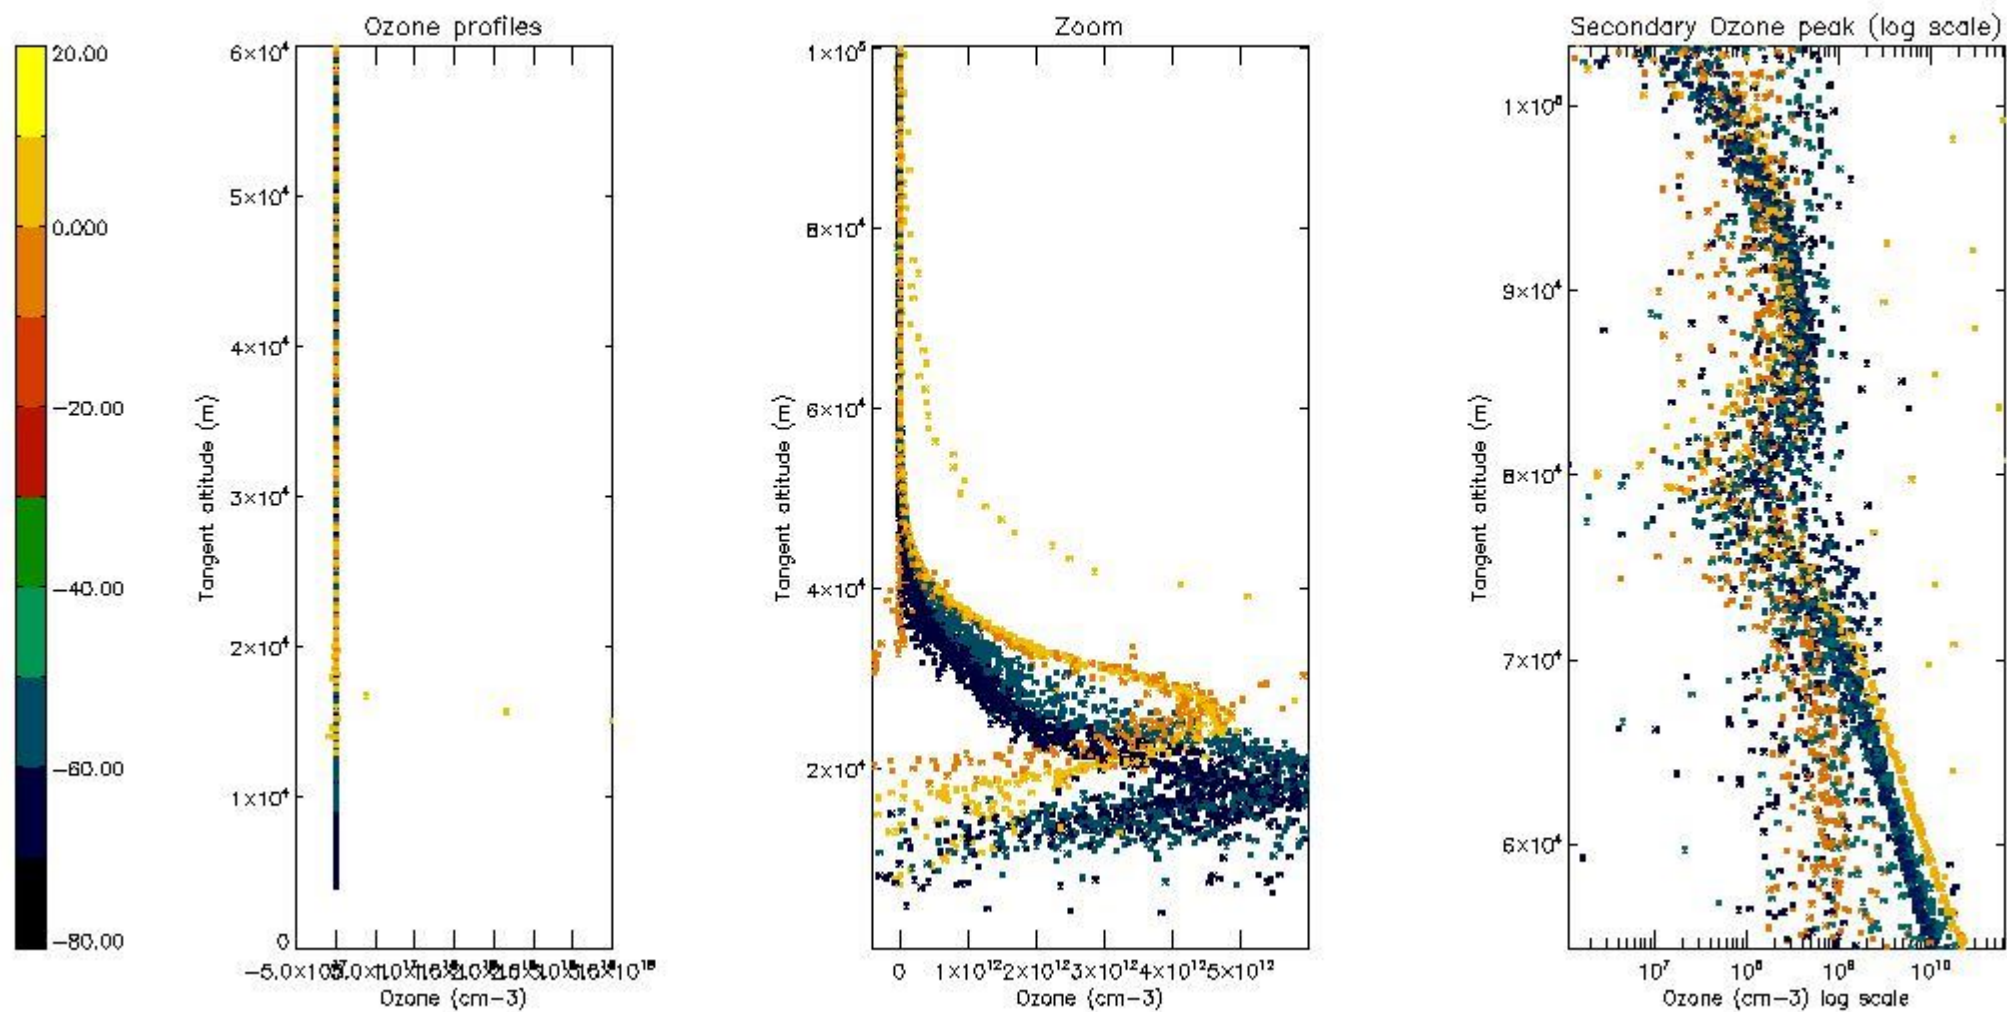 Ozone profiles
Zoom
Secondary Ozone peak (log scale)
20.00
0.000
−20.00
−40.00
−60.00
−80.00
6×10⁴
5×10⁴
4×10⁴
3×10⁴
2×10⁴
1×10⁴
0
Tangent altitude (m)
Ozone (cm−3)
1×10⁵
8×10⁴
6×10⁴
4×10⁴
2×10⁴
Tangent altitude (m)
0 1×10¹² 2×10¹² 3×10¹² 4×10¹² 5×10¹²
Ozone (cm−3)
9×10⁴
8×10⁴
7×10⁴
6×10⁴
Tangent altitude (m)
10⁷ 10⁸ 10⁹ 10¹⁰
Ozone (cm−3) log scale